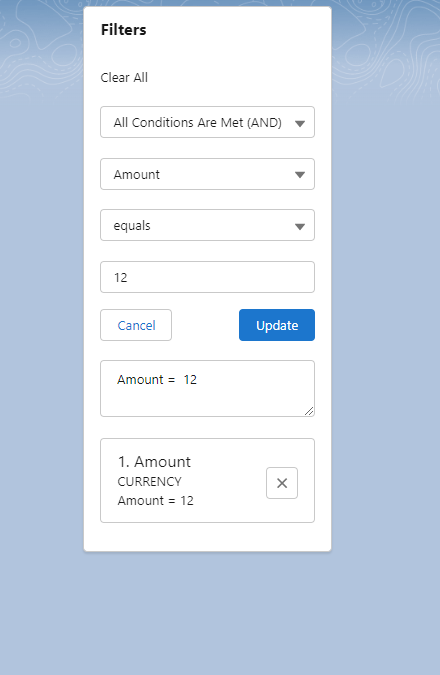 Filters
Clear All
All Conditions Are Met (AND)
Amount
equals
12
Cancel
Update
Amount =  12
1. Amount
CURRENCY
Amount = 12